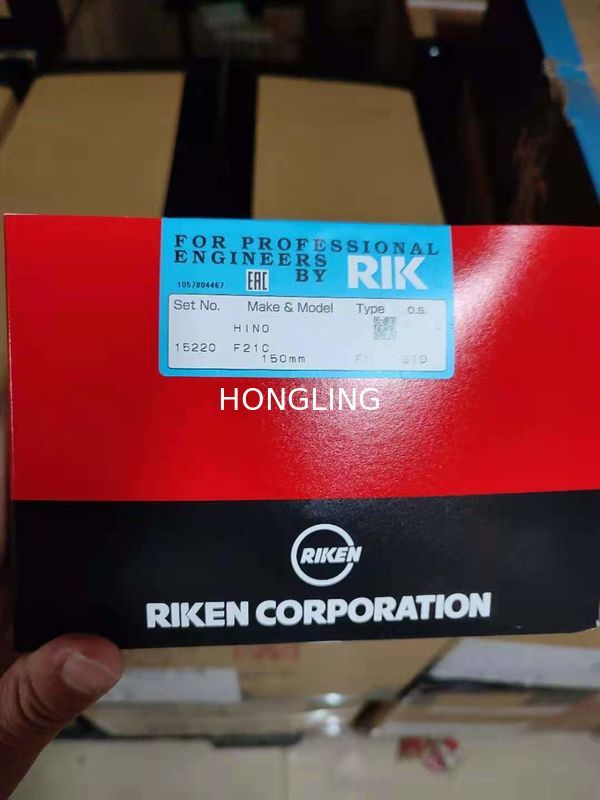 FOR PROFESSIONAL
ENGINEERS
BY RIK
1057804467 EAC
Set No. Make & Model Type o.s.
HINO
15220 F21C STD
150mm
HONGLING
RIKEN
RIKEN CORPORATION